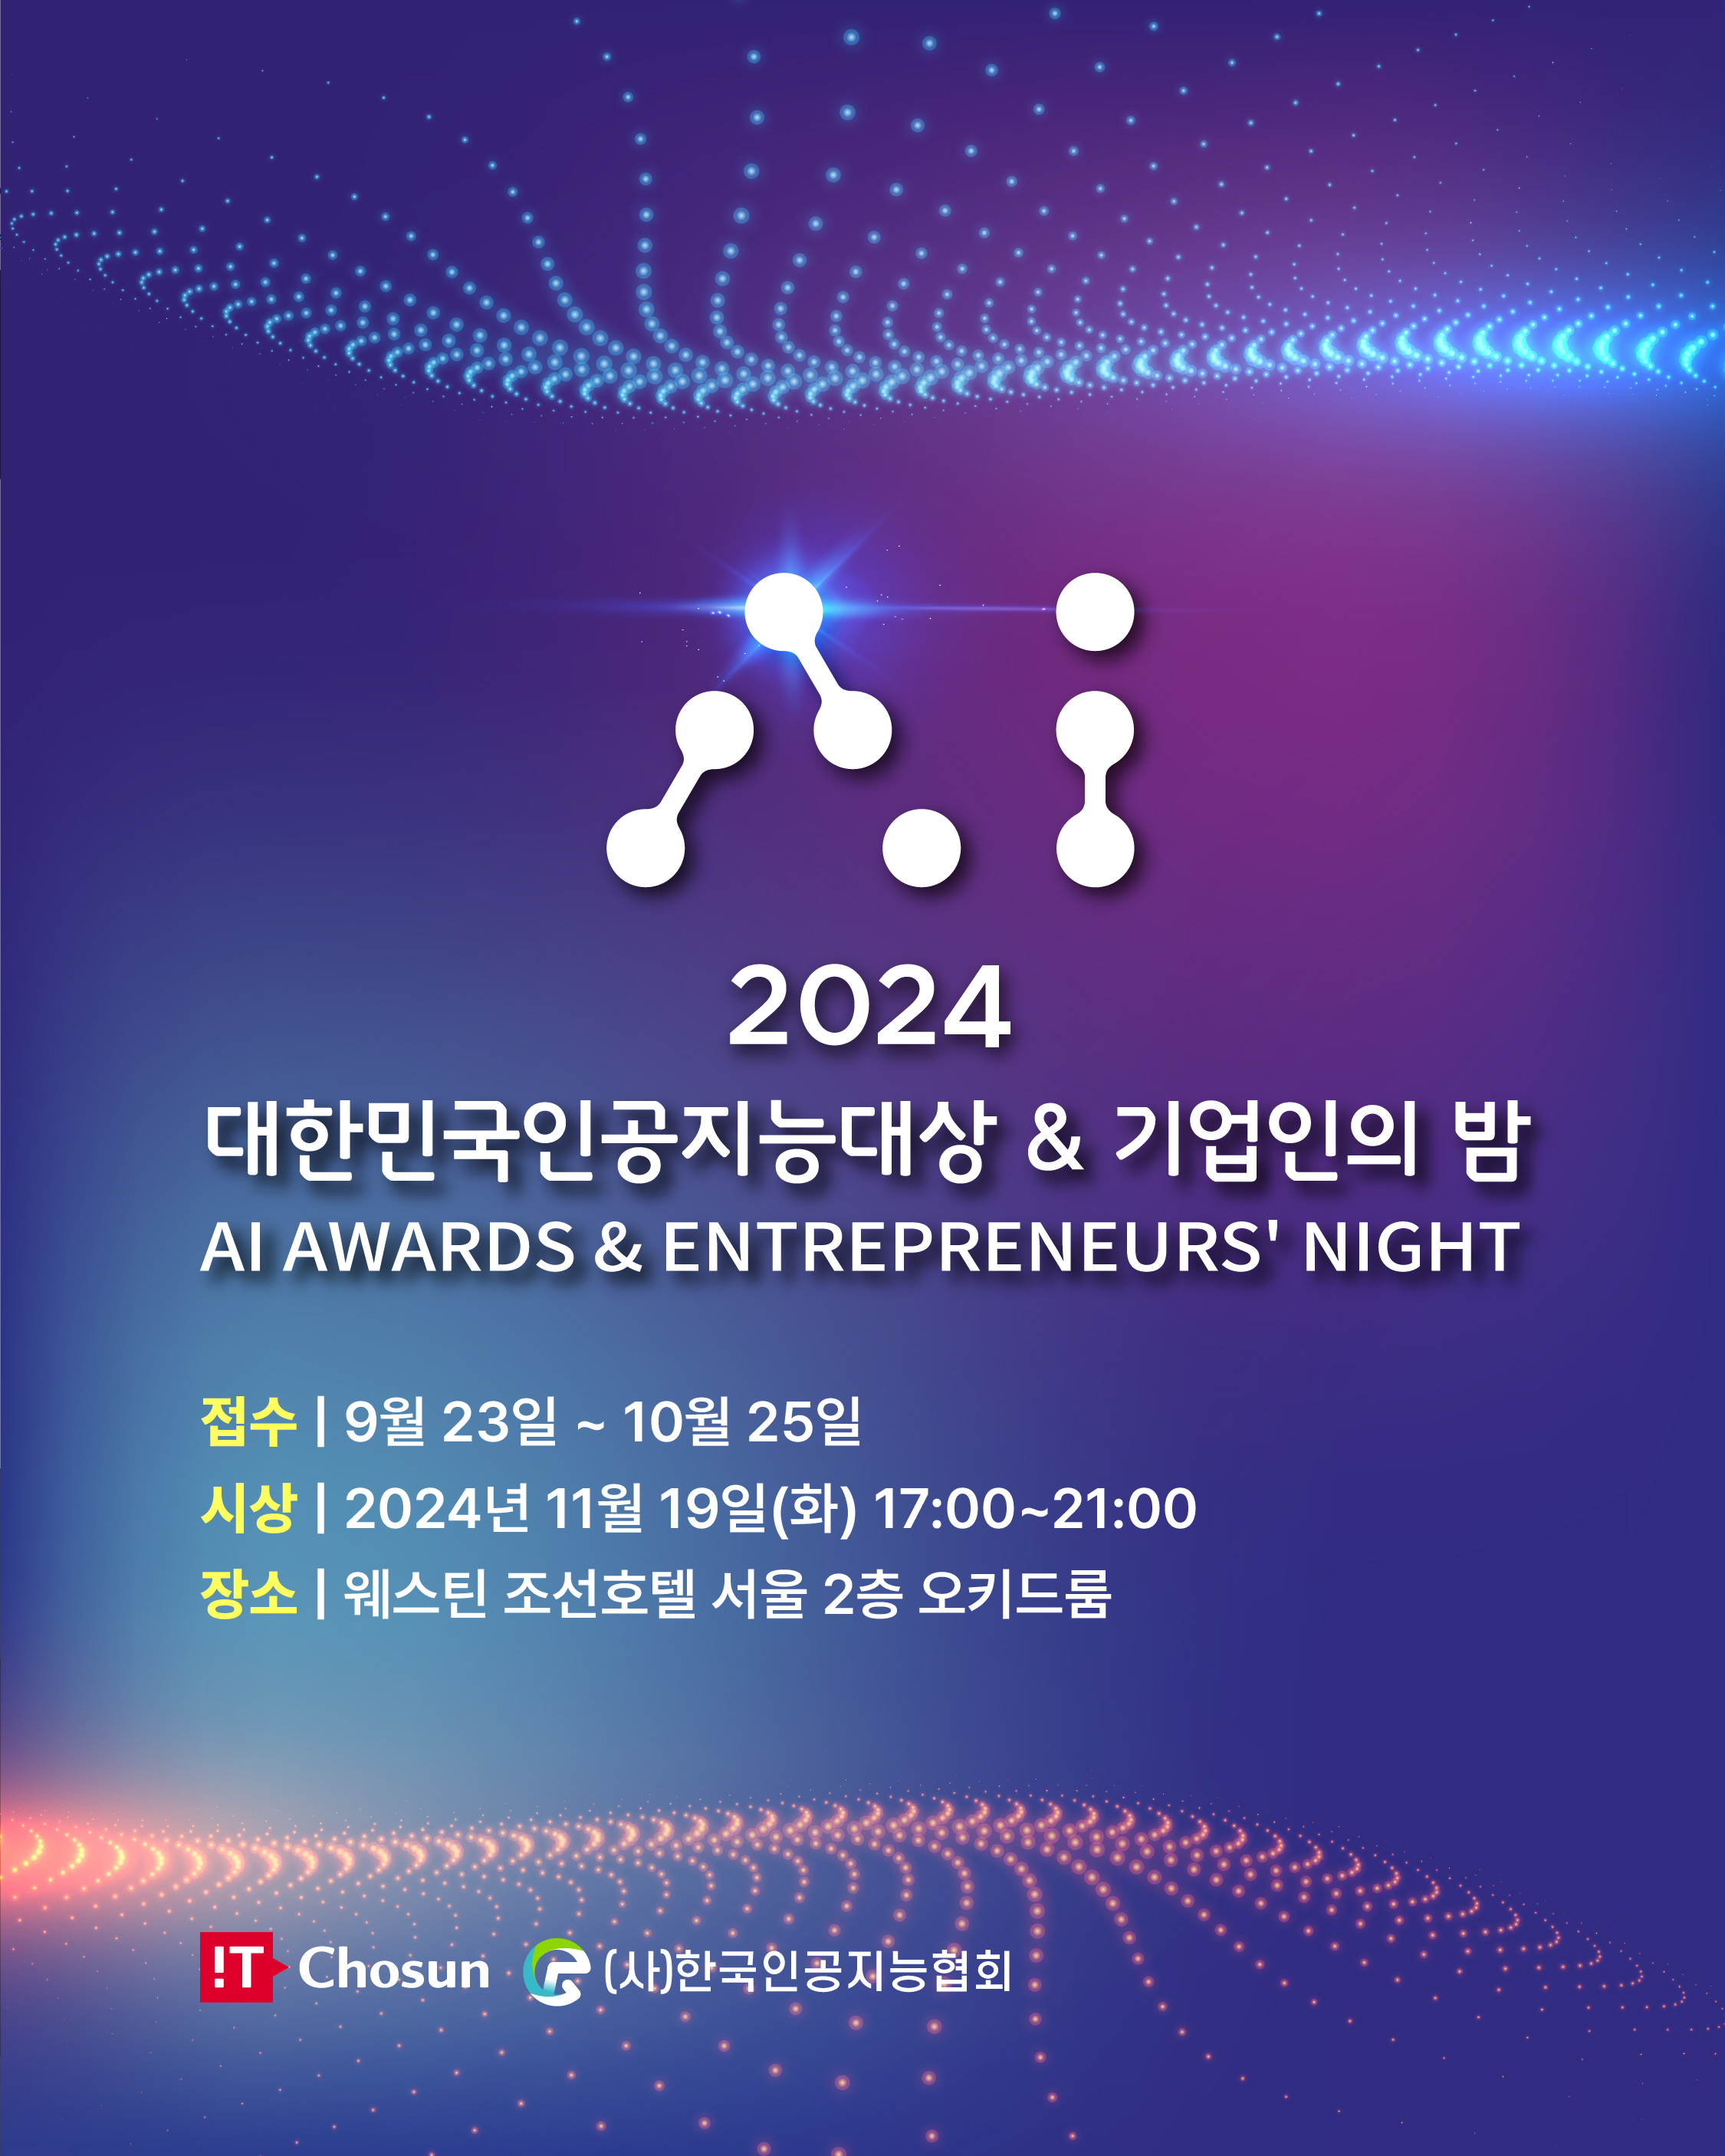 AI
2024
대한민국인공지능대상 & 기업인의 밤
AI AWARDS & ENTREPRENEURS' NIGHT
접수 | 9월 23일 ~ 10월 25일
시상 | 2024년 11월 19일(화) 17:00~21:00
장소 | 웨스틴 조선호텔 서울 2층 오키드룸
!T Chosun (사)한국인공지능협회